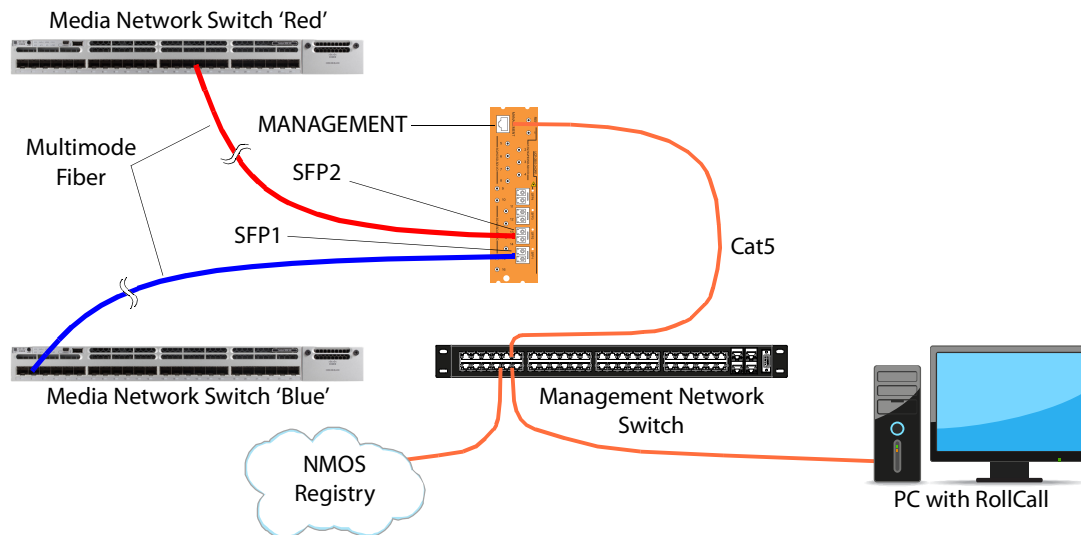 Media Network Switch ‘Red’
MANAGEMENT
Multimode
Fiber
SFP2
SFP1
Cat5
Media Network Switch ‘Blue’
Management Network
Switch
NMOS
Registry
PC with RollCall